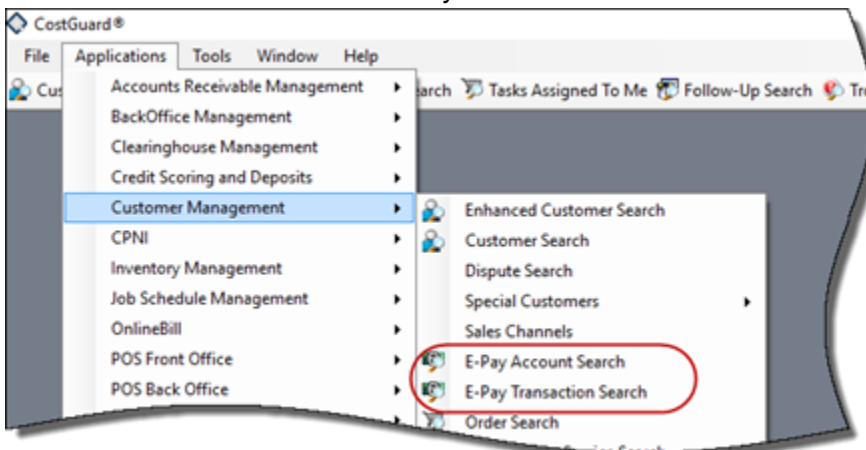 CostGuard®
File Applications Tools Window Help
Cus
arch Tasks Assigned To Me Follow-Up Search Tr
Accounts Receivable Management
BackOffice Management
Clearinghouse Management
Credit Scoring and Deposits
Customer Management
CPNI
Inventory Management
Job Schedule Management
OnlineBill
POS Front Office
POS Back Office
Enhanced Customer Search
Customer Search
Dispute Search
Special Customers
Sales Channels
E-Pay Account Search
E-Pay Transaction Search
Order Search